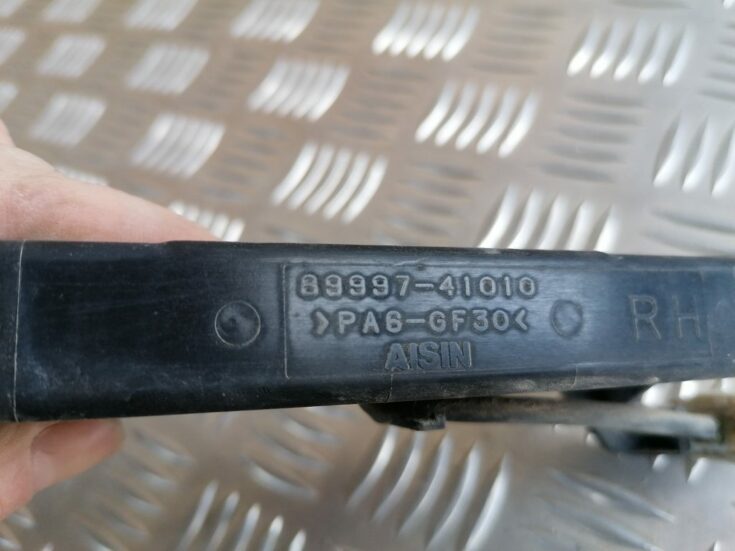 89997-41010
>PA6-GF30<
AISIN
RH